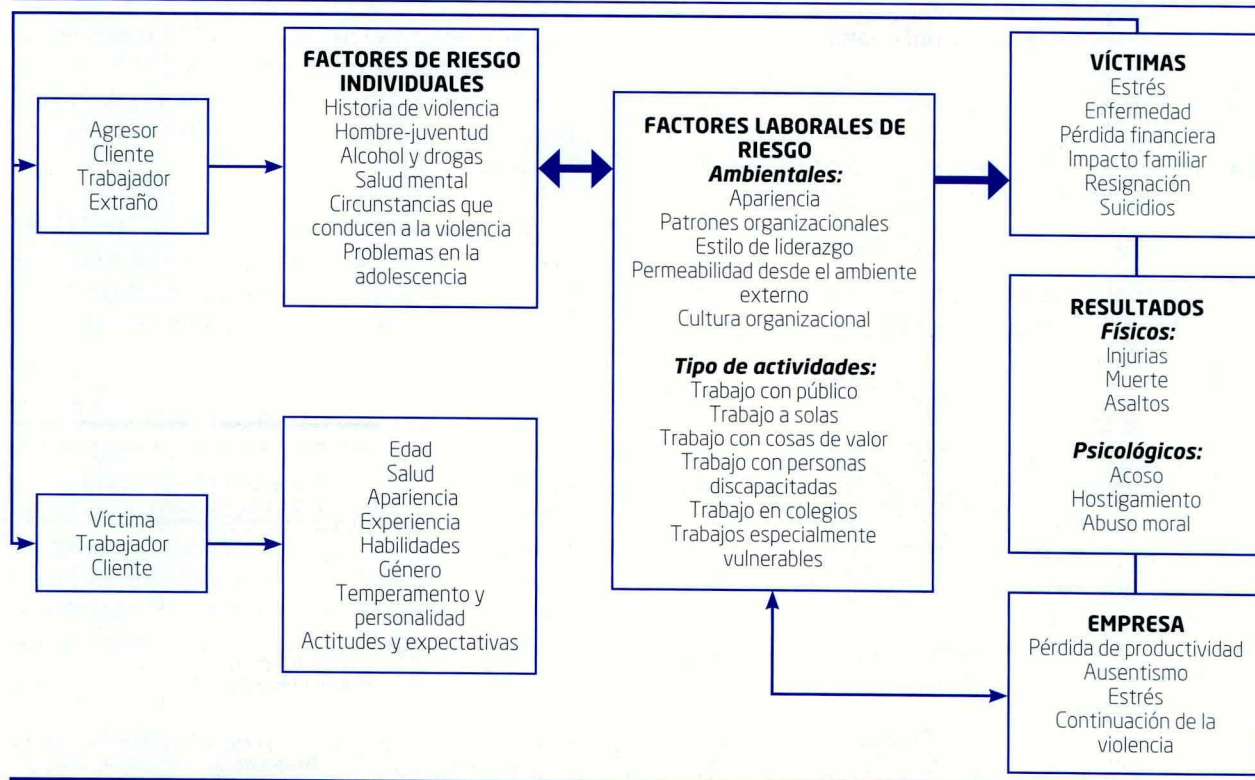 Agresor
Cliente
Trabajador
Extraño
FACTORES DE RIESGO
INDIVIDUALES
Historia de violencia
Hombre-juventud
Alcohol y drogas
Salud mental
Circunstancias que
conducen a la violencia
Problemas en la
adolescencia
Víctima
Trabajador
Cliente
Edad
Salud
Apariencia
Experiencia
Habilidades
Género
Temperamento y
personalidad
Actitudes y expectativas
FACTORES LABORALES DE
RIESGO
Ambientales:
Apariencia
Patrones organizacionales
Estilo de liderazgo
Permeabilidad desde el ambiente
externo
Cultura organizacional
Tipo de actividades:
Trabajo con público
Trabajo a solas
Trabajo con cosas de valor
Trabajo con personas
discapacitadas
Trabajo en colegios
Trabajos especialmente
vulnerables
VÍCTIMAS
Estrés
Enfermedad
Pérdida financiera
Impacto familiar
Resignación
Suicidios
RESULTADOS
Físicos:
Injurias
Muerte
Asaltos
Psicológicos:
Acoso
Hostigamiento
Abuso moral
EMPRESA
Pérdida de productividad
Ausentismo
Estrés
Continuación de la
violencia